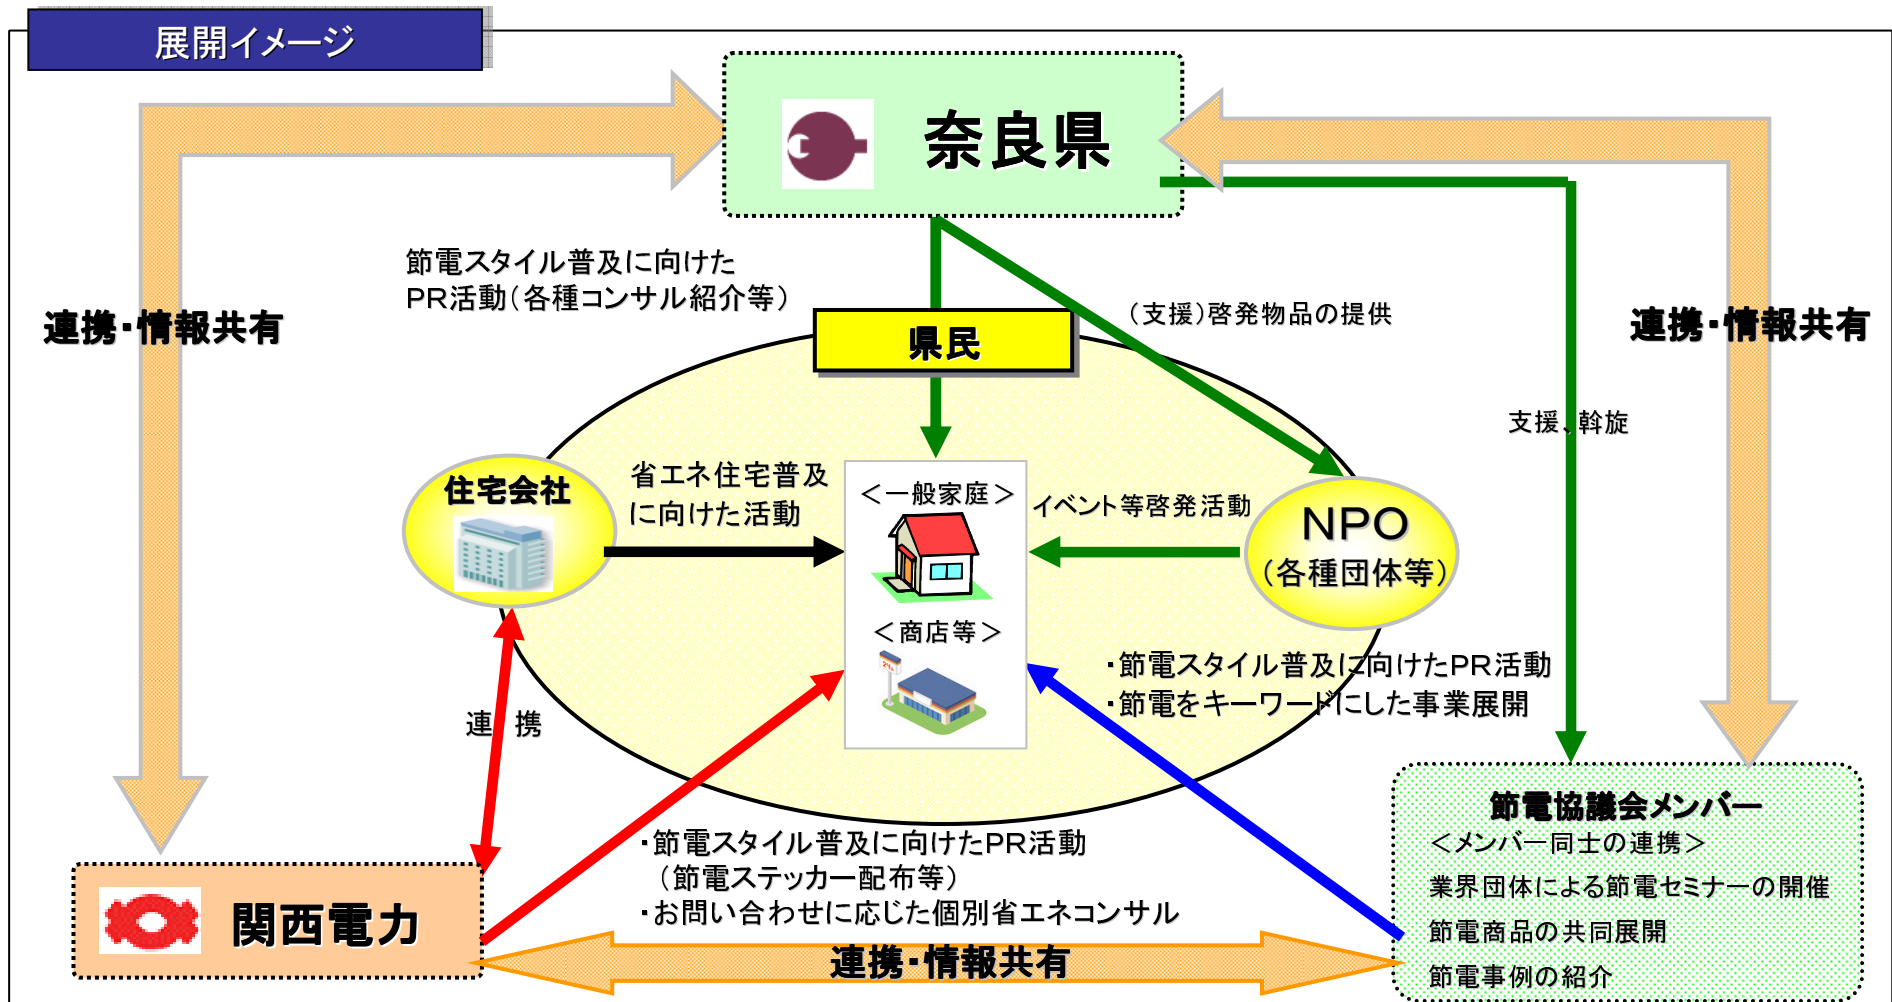 展開イメージ
奈良県
節電スタイル普及に向けた
PR活動（各種コンサル紹介等）
（支援）啓発物品の提供
連携・情報共有
連携・情報共有
県民
支援、斡旋
住宅会社
省エネ住宅普及
に向けた活動
＜一般家庭＞
イベント等啓発活動
NPO
（各種団体等）
＜商店等＞
・節電スタイル普及に向けたPR活動
・節電をキーワードにした事業展開
連 携
・節電スタイル普及に向けたPR活動
（節電ステッカー配布等）
・お問い合わせに応じた個別省エネコンサル
関西電力
連携・情報共有
節電協議会メンバー
＜メンバー同士の連携＞
業界団体による節電セミナーの開催
節電商品の共同展開
節電事例の紹介